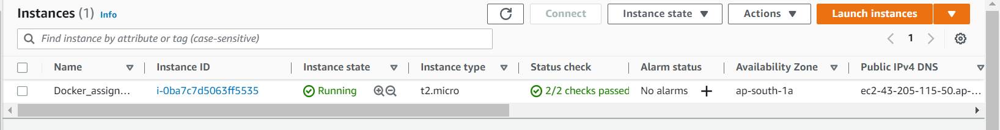 Instances (1) Info Connect Instance state Actions Launch instances
Find instance by attribute or tag (case-sensitive) 1
Name Instance ID Instance state Instance type Status check Alarm status Availability Zone Public IPv4 DNS
Docker_assign... i-0ba7c7d5063ff5535 Running t2.micro 2/2 checks passed No alarms + ap-south-1a ec2-43-205-115-50.ap-...